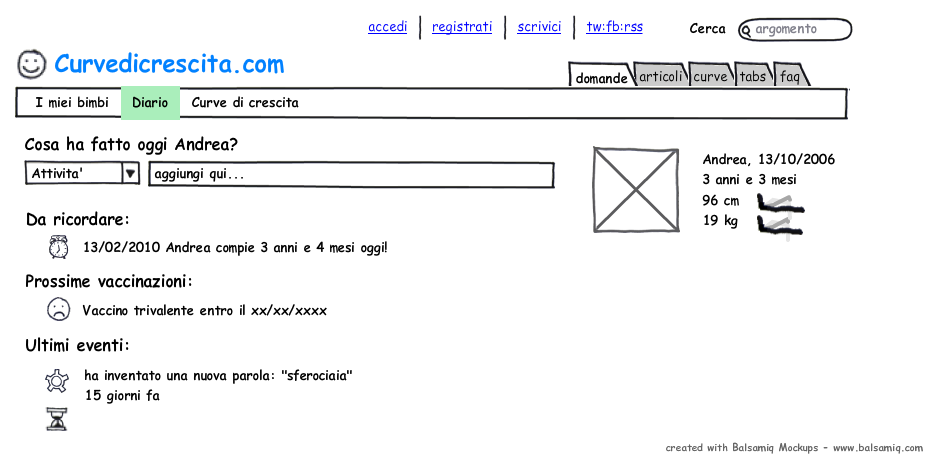 accedi registrati scrivici tw:fb:rss Cerca argomento
Curvedicrescita.com
domande articoli curve tabs faq
I miei bimbi Diario Curve di crescita
Cosa ha fatto oggi Andrea?
Attivita' aggiungi qui...
Andrea, 13/10/2006
3 anni e 3 mesi
96 cm
19 kg
Da ricordare:
13/02/2010 Andrea compie 3 anni e 4 mesi oggi!
Prossime vaccinazioni:
Vaccino trivalente entro il xx/xx/xxxx
Ultimi eventi:
ha inventato una nuova parola: "sferociaia"
15 giorni fa
created with Balsamiq Mockups - www.balsamiq.com